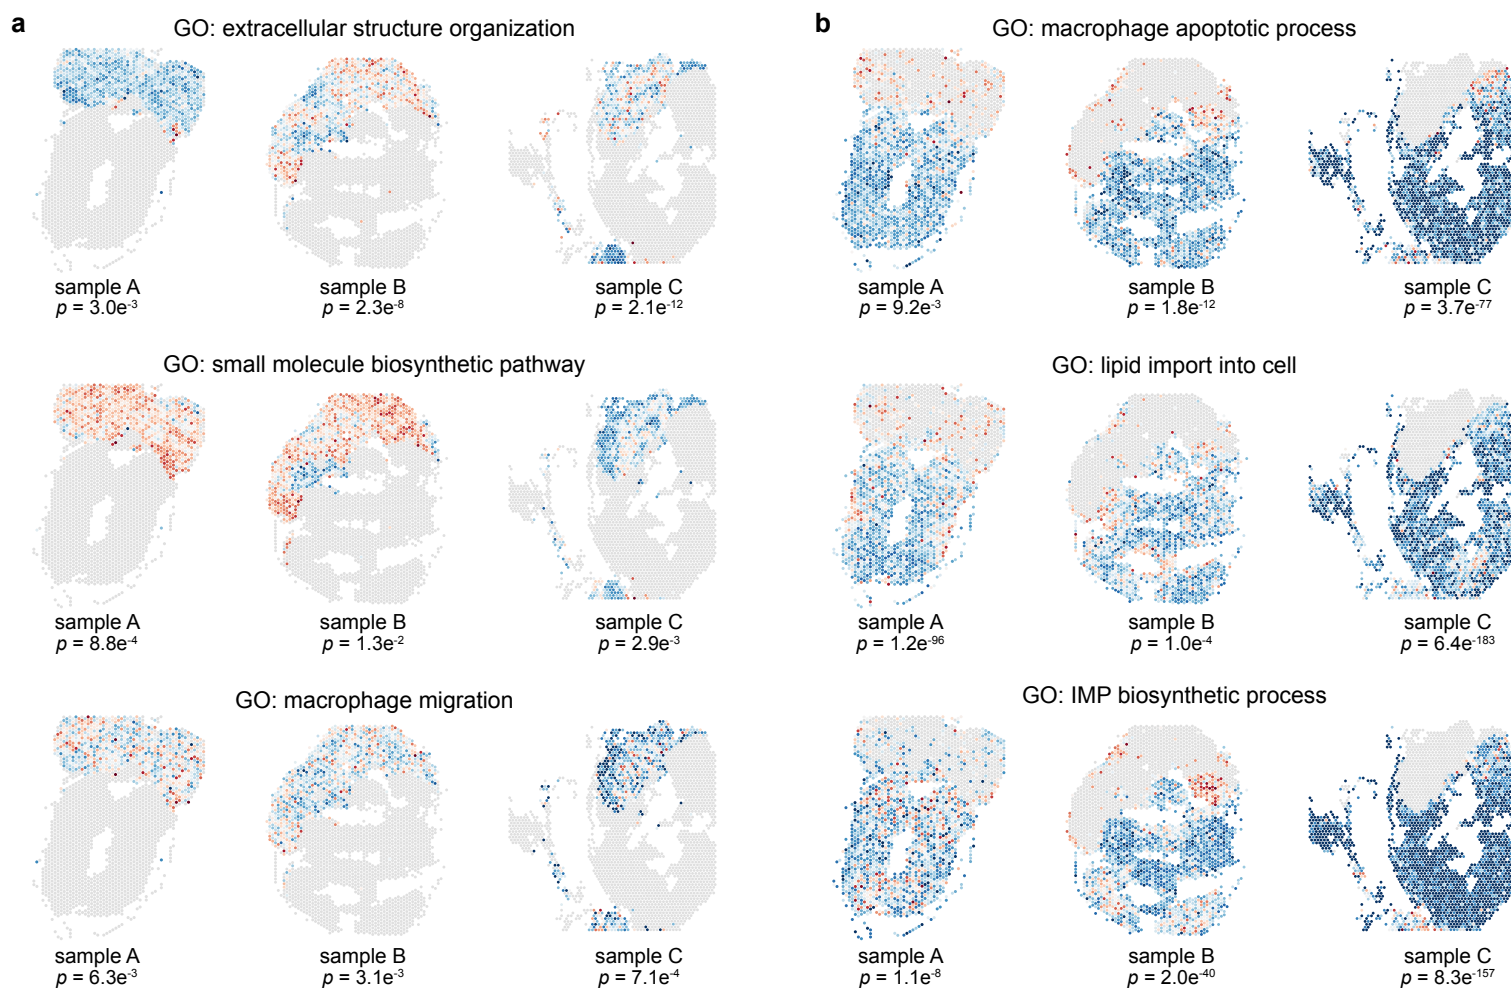 a
GO: extracellular structure organization
sample A
p = 3.0e-3
sample B
p = 2.3e-8
sample C
p = 2.1e-12
GO: small molecule biosynthetic pathway
sample A
p = 8.8e-4
sample B
p = 1.3e-2
sample C
p = 2.9e-3
GO: macrophage migration
sample A
p = 6.3e-3
sample B
p = 3.1e-3
sample C
p = 7.1e-4
b
GO: macrophage apoptotic process
sample A
p = 9.2e-3
sample B
p = 1.8e-12
sample C
p = 3.7e-77
GO: lipid import into cell
sample A
p = 1.2e-96
sample B
p = 1.0e-4
sample C
p = 6.4e-183
GO: IMP biosynthetic process
sample A
p = 1.1e-8
sample B
p = 2.0e-40
sample C
p = 8.3e-157